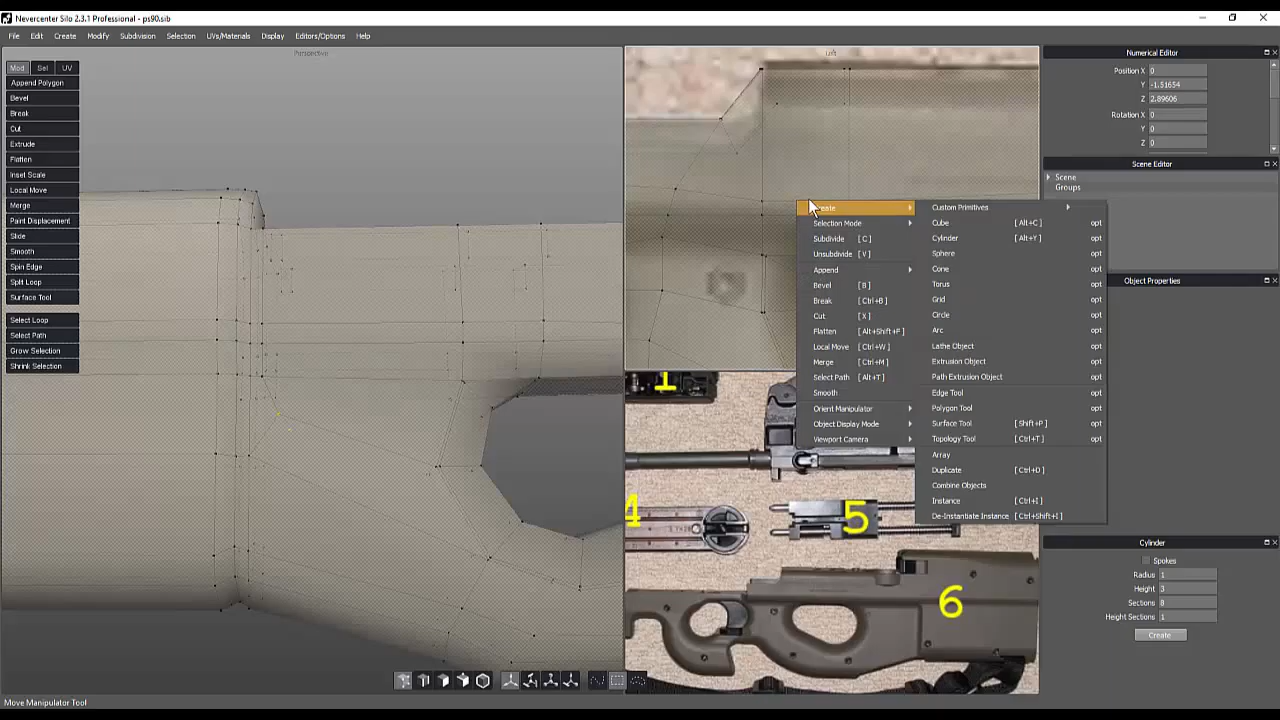 Nevercenter Silo 2.3.1 Professional - ps90.sib
File Edit Create Modify Subdivision Selection UVs/Materials Display Editors/Options Help
Perspective
Left
Mod Sel UV
Append Polygon
Bevel
Break
Cut
Extrude
Flatten
Inset Scale
Local Move
Merge
Paint Displacement
Slide
Smooth
Spin Edge
Split Loop
Surface Tool
Select Loop
Select Path
Grow Selection
Shrink Selection
Create
Selection Mode
Subdivide [ C ]
Unsubdivide [ V ]
Append
Bevel [ B ]
Break [ Ctrl+B ]
Cut [ X ]
Flatten [ Alt+Shift+F ]
Local Move [ Ctrl+W ]
Merge [ Ctrl+M ]
Select Path [ Alt+T ]
Smooth
Orient Manipulator
Object Display Mode
Viewport Camera
Custom Primitives
Cube [ Alt+C ] opt
Cylinder [ Alt+Y ] opt
Sphere opt
Cone opt
Torus opt
Grid opt
Circle opt
Arc opt
Lathe Object opt
Extrusion Object opt
Path Extrusion Object opt
Edge Tool opt
Polygon Tool opt
Surface Tool [ Shift+P ] opt
Topology Tool [ Ctrl+T ] opt
Array
Duplicate [ Ctrl+D ]
Combine Objects
Instance [ Ctrl+I ]
De-Instantiate Instance [ Ctrl+Shift+I ]
1
4
5
6
Numerical Editor
Position X 0
Y -1.51654
Z 2.89606
Rotation X 0
Y 0
Z 0
Scene Editor
Scene
Groups
Object Properties
Cylinder
Spokes
Radius 1
Height 3
Sections 8
Height Sections 1
Create
Move Manipulator Tool